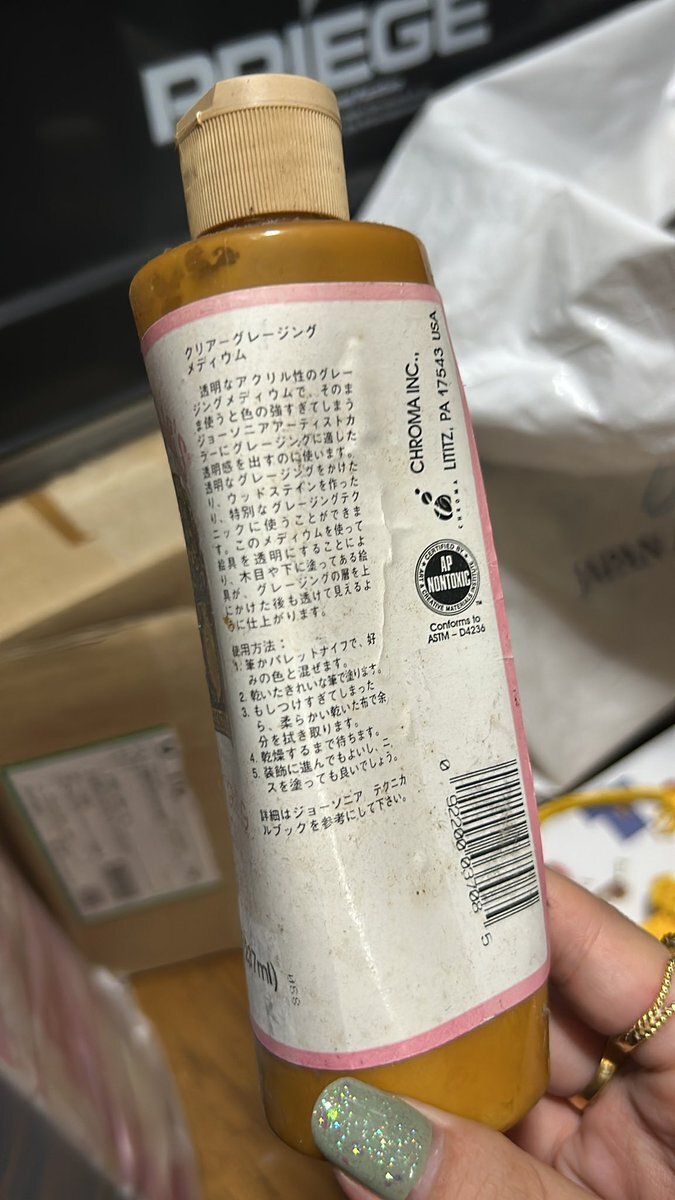 PRIEGE
クリアーグレージング
メディウム
透明なアクリル性のグレー
ジングメディウムで、そのま
ま使うと色の強すぎてしまう
ジョーソニアアーティストカ
ラーにグレージングに適した
透明感を出すのに使います。
透明なグレージングをかけた
り、ウッドステインを作った
り、特別なグレージングテク
ニックに使うことができま
す。このメディウムを使って
絵具を透明にすることによ
り、木目や下に塗ってある絵
具が、グレージングの層を上
にかけた後も透けて見えるよ
うに仕上がります。
使用方法：
1. 筆かパレットナイフで、好
みの色と混ぜます。
2. 乾いたきれいな筆で塗ります。
3. もしつけすぎてしまった
ら、柔らかい乾いた布で余
分を拭き取ります。
4. 乾燥するまで待ちます。
5. 装飾に進んでもよいし、ニ
スを塗っても良いでしょう。
詳細はジョーソニア テクニカ
ルブックを参考にして下さい。
CHROMA INC.,
LITITZ, PA 17543 USA
CHROMA
CERTIFIED BY
AP
NONTOXIC
ART & CREATIVE MATERIALS INSTITUTE
TM
Conforms to
ASTM – D4236
0 92200 03708 5
7ml)
JAPAN